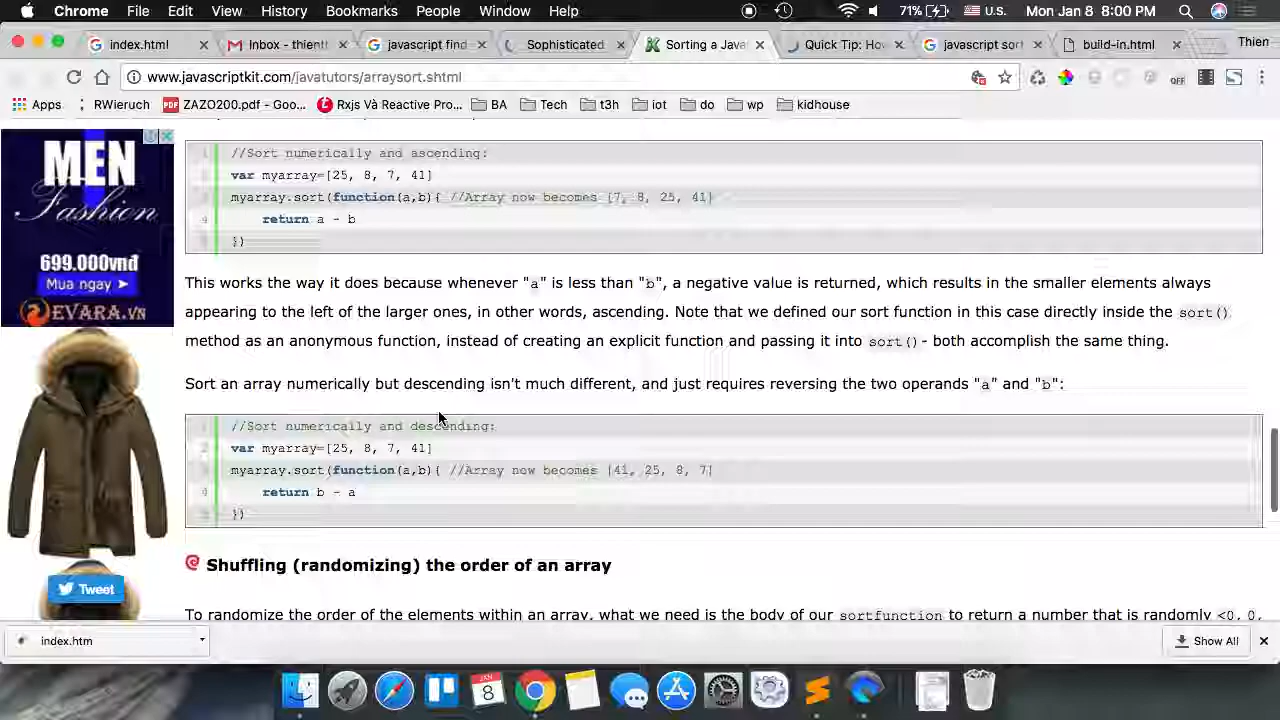 Chrome File Edit View History Bookmarks People Window Help 71% U.S. Mon Jan 8 8:00 PM
index.html Inbox - thient javascript find Sophisticated Sorting a Java Quick Tip: How javascript sort build-in.html Thien
www.javascriptkit.com/javatutors/arraysort.shtml
Apps RWieruch PDF ZAZO200.pdf - Goo... Rxjs Và Reactive Pro... BA Tech t3h iot do wp kidhouse
MEN
Fashion
699.000vnđ
Mua ngay ➤
EVARA.VN
1 //Sort numerically and ascending:
var myarray=[25, 8, 7, 41]
myarray.sort(function(a,b){ //Array now becomes [7, 8, 25, 41]
4 return a - b
})
This works the way it does because whenever "a" is less than "b", a negative value is returned, which results in the smaller elements always
appearing to the left of the larger ones, in other words, ascending. Note that we defined our sort function in this case directly inside the sort()
method as an anonymous function, instead of creating an explicit function and passing it into sort()- both accomplish the same thing.
Sort an array numerically but descending isn't much different, and just requires reversing the two operands "a" and "b":
1 //Sort numerically and descending:
2 var myarray=[25, 8, 7, 41]
myarray.sort(function(a,b){ //Array now becomes [41, 25, 8, 7]
4 return b - a
})
Shuffling (randomizing) the order of an array
To randomize the order of the elements within an array, what we need is the body of our sortfunction to return a number that is randomly <0, 0,
Tweet
index.htm Show All
JAN
8